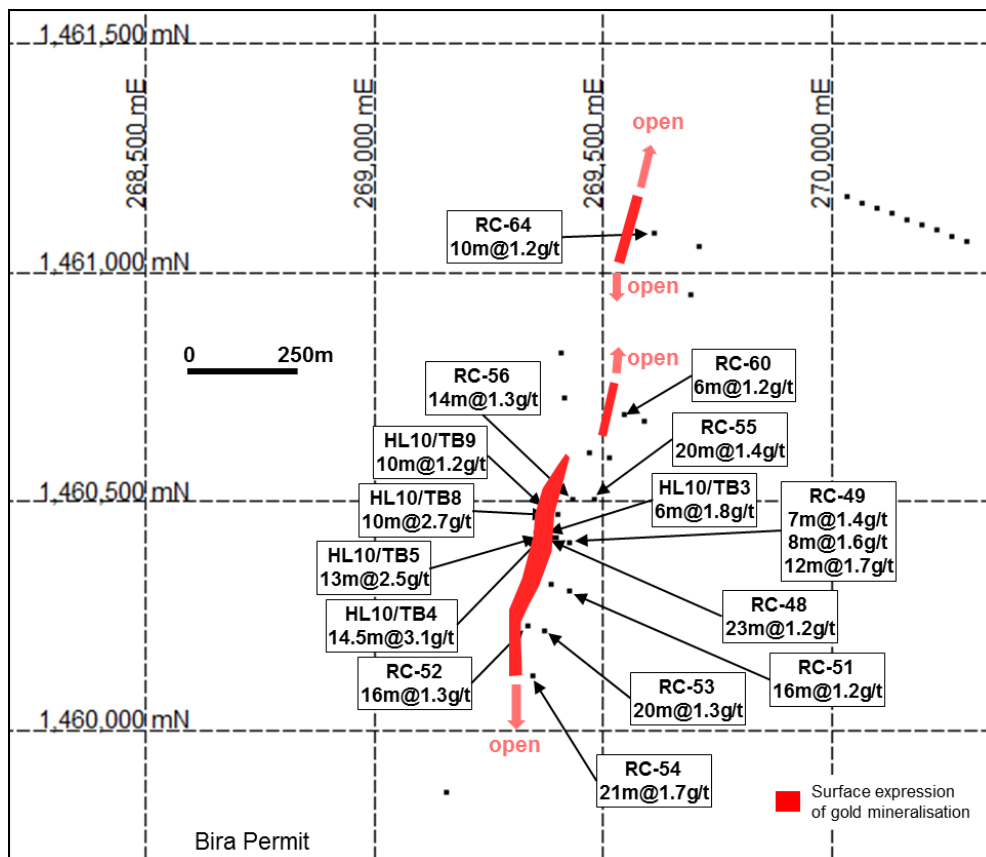 1,461,500 mN
268,500 mE
269,000 mE
269,500 mE
270,000 mE
open
RC-64
10m@1.2g/t
1,461,000 mN
open
0 250m
open
RC-60
6m@1.2g/t
RC-56
14m@1.3g/t
RC-55
20m@1.4g/t
HL10/TB9
10m@1.2g/t
HL10/TB3
6m@1.8g/t
RC-49
7m@1.4g/t
8m@1.6g/t
12m@1.7g/t
1,460,500 mN
HL10/TB8
10m@2.7g/t
HL10/TB5
13m@2.5g/t
HL10/TB4
14.5m@3.1g/t
RC-48
23m@1.2g/t
RC-52
16m@1.3g/t
RC-51
16m@1.2g/t
RC-53
20m@1.3g/t
1,460,000 mN
open
RC-54
21m@1.7g/t
Surface expression
of gold mineralisation
Bira Permit